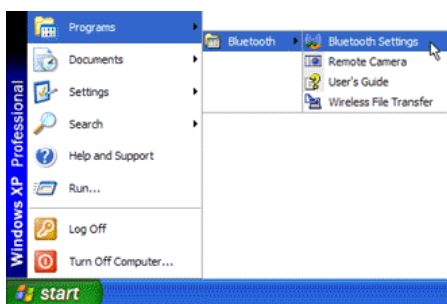 Programs
Documents
Settings
Search
Help and Support
Run...
Log Off
Turn Off Computer...
Windows XP Professional
start
Bluetooth
Bluetooth Settings
Remote Camera
User's Guide
Wireless File Transfer